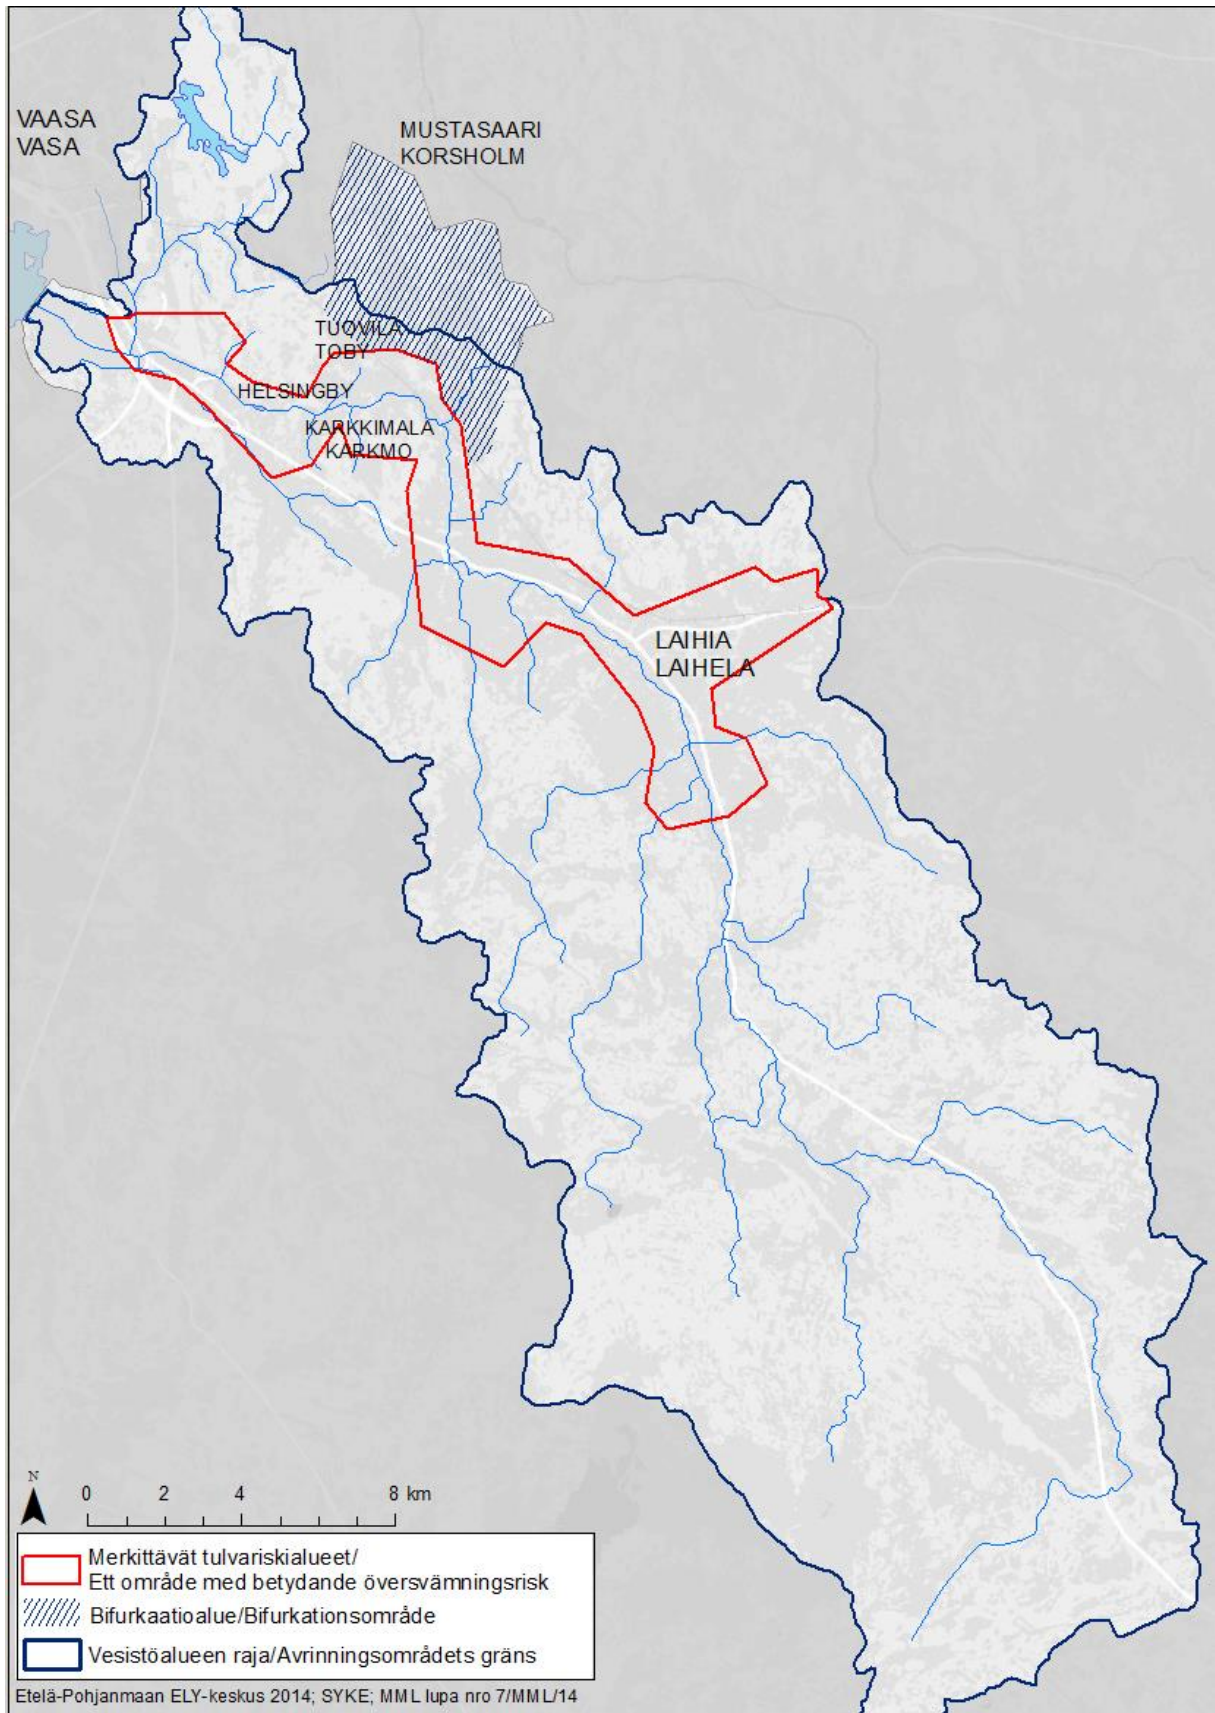 VAASA
VASA
MUSTASAARI
KORSHOLM
TUOVILA
TOBY
HELSINGBY
KARKKIMALA
KARKMO
LAIHIA
LAIHELA
N
0 2 4 8 km
Merkittävät tulvariskialueet/
Ett område med betydande översvämningsrisk
Bifurkaatioalue/Bifurkationsområde
Vesistöalueen raja/Avrinningsområdets gräns
Etelä-Pohjanmaan ELY-keskus 2014; SYKE; MML lupa nro 7/MML/14